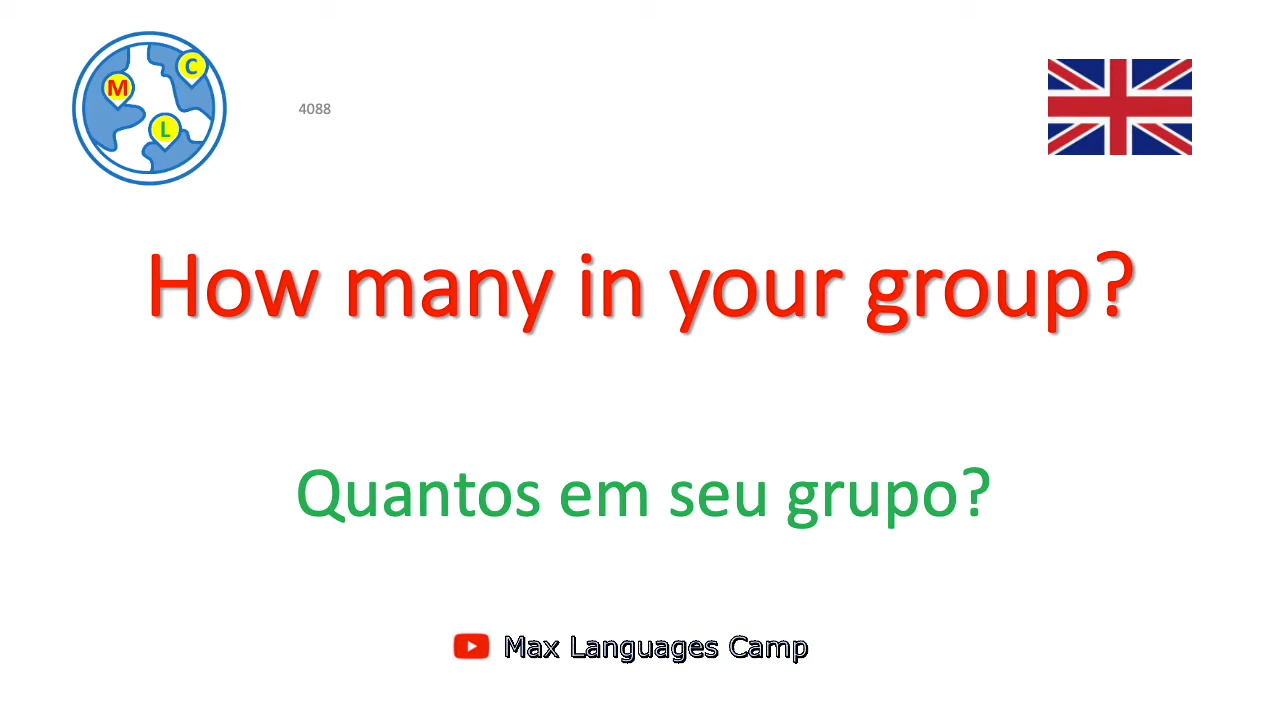 M
C
L
4088
How many in your group?
Quantos em seu grupo?
Max Languages Camp